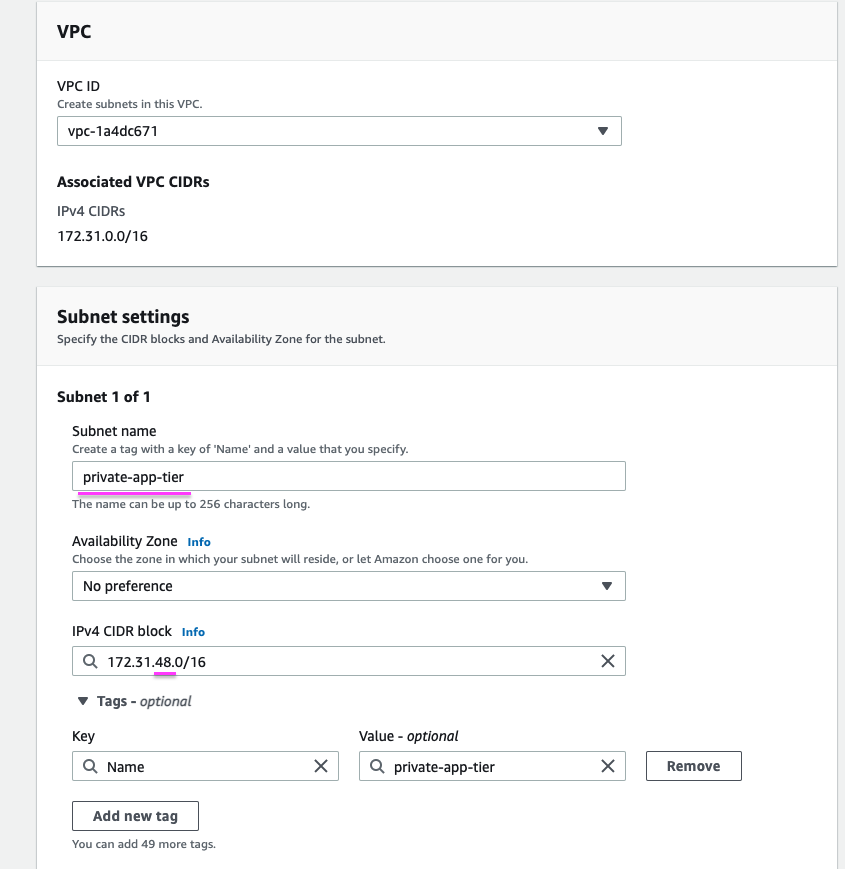 VPC
VPC ID
Create subnets in this VPC.
vpc-1a4dc671
Associated VPC CIDRs
IPv4 CIDRs
172.31.0.0/16
Subnet settings
Specify the CIDR blocks and Availability Zone for the subnet.
Subnet 1 of 1
Subnet name
Create a tag with a key of 'Name' and a value that you specify.
private-app-tier
The name can be up to 256 characters long.
Availability Zone Info
Choose the zone in which your subnet will reside, or let Amazon choose one for you.
No preference
IPv4 CIDR block Info
172.31.48.0/16
Tags - optional
Key Value - optional
Name private-app-tier Remove
Add new tag
You can add 49 more tags.